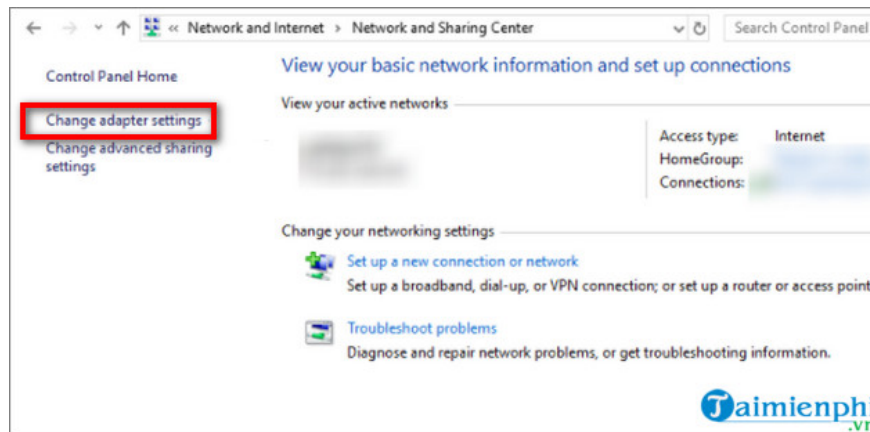 « Network and Internet > Network and Sharing Center
Search Control Panel
Control Panel Home
Change adapter settings
Change advanced sharing
settings
View your basic network information and set up connections
View your active networks
Access type: Internet
HomeGroup:
Connections:
Change your networking settings
Set up a new connection or network
Set up a broadband, dial-up, or VPN connection; or set up a router or access point
Troubleshoot problems
Diagnose and repair network problems, or get troubleshooting information.
Taimienphi
.vn